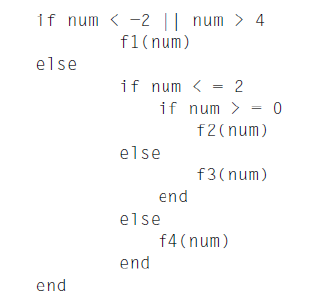 if num < -2 || num > 4
f1(num)
else
if num < = 2
if num > = 0
f2(num)
else
f3(num)
end
else
f4(num)
end
end